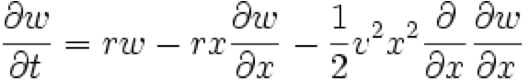 ∂w/∂t = rw − rx ∂w/∂x − 1/2 v²x² ∂/∂x ∂w/∂x